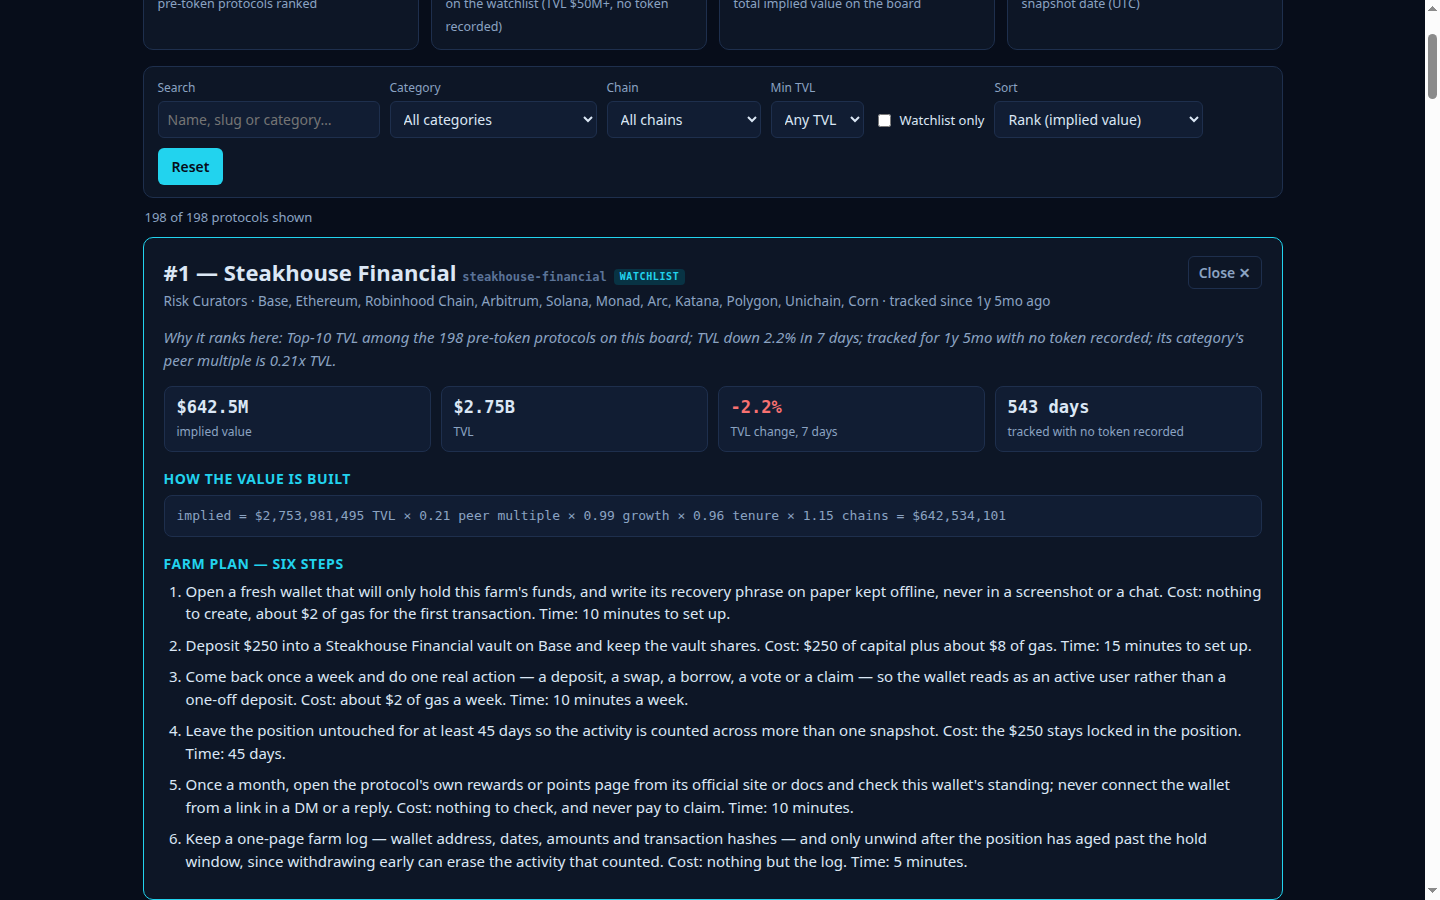 pre-token protocols ranked
on the watchlist (TVL $50M+, no token
recorded)
total implied value on the board
snapshot date (UTC)
Search
Category
Chain
Min TVL
Sort
Name, slug or category...
All categories
All chains
Any TVL
Watchlist only
Rank (implied value)
Reset
198 of 198 protocols shown
#1 — Steakhouse Financial steakhouse-financial WATCHLIST
Close ✕
Risk Curators · Base, Ethereum, Robinhood Chain, Arbitrum, Solana, Monad, Arc, Katana, Polygon, Unichain, Corn · tracked since 1y 5mo ago
Why it ranks here: Top-10 TVL among the 198 pre-token protocols on this board; TVL down 2.2% in 7 days; tracked for 1y 5mo with no token recorded; its category's
peer multiple is 0.21x TVL.
$642.5M
implied value
$2.75B
TVL
-2.2%
TVL change, 7 days
543 days
tracked with no token recorded
HOW THE VALUE IS BUILT
implied = $2,753,981,495 TVL × 0.21 peer multiple × 0.99 growth × 0.96 tenure × 1.15 chains = $642,534,101
FARM PLAN — SIX STEPS
1. Open a fresh wallet that will only hold this farm's funds, and write its recovery phrase on paper kept offline, never in a screenshot or a chat. Cost: nothing
to create, about $2 of gas for the first transaction. Time: 10 minutes to set up.
2. Deposit $250 into a Steakhouse Financial vault on Base and keep the vault shares. Cost: $250 of capital plus about $8 of gas. Time: 15 minutes to set up.
3. Come back once a week and do one real action — a deposit, a swap, a borrow, a vote or a claim — so the wallet reads as an active user rather than a
one-off deposit. Cost: about $2 of gas a week. Time: 10 minutes a week.
4. Leave the position untouched for at least 45 days so the activity is counted across more than one snapshot. Cost: the $250 stays locked in the position.
Time: 45 days.
5. Once a month, open the protocol's own rewards or points page from its official site or docs and check this wallet's standing; never connect the wallet
from a link in a DM or a reply. Cost: nothing to check, and never pay to claim. Time: 10 minutes.
6. Keep a one-page farm log — wallet address, dates, amounts and transaction hashes — and only unwind after the position has aged past the hold
window, since withdrawing early can erase the activity that counted. Cost: nothing but the log. Time: 5 minutes.